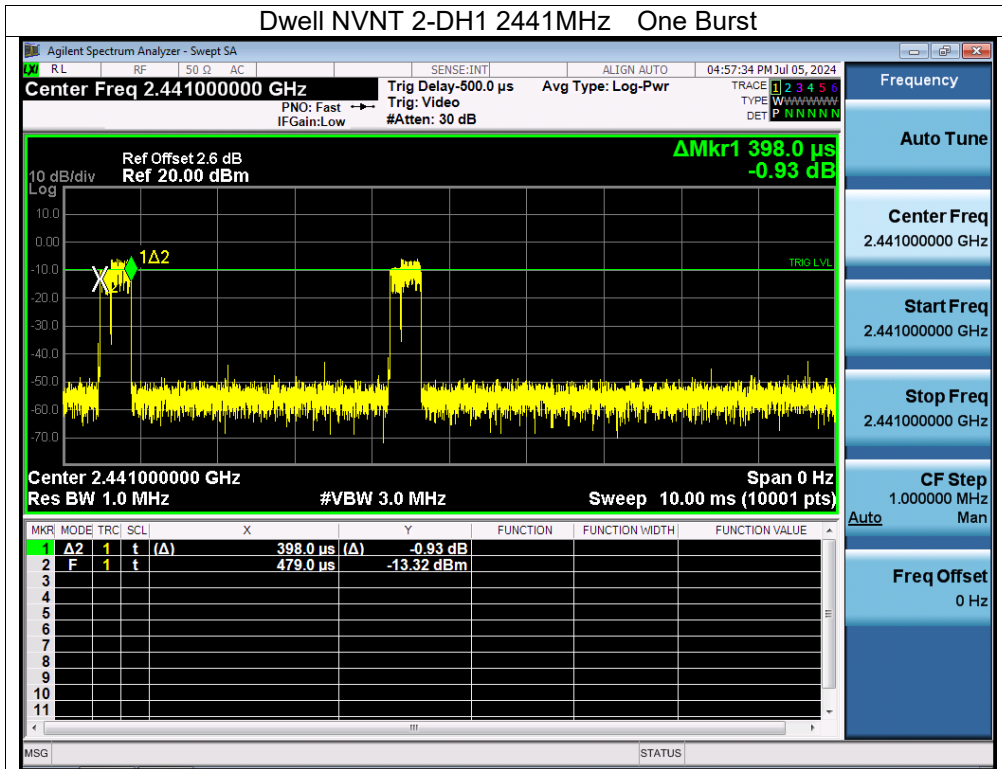 Dwell NVNT 2-DH1 2441MHz One Burst
Agilent Spectrum Analyzer - Swept SA
LXI RL RF 50 Ω AC SENSE:INT ALIGN AUTO 04:57:34 PM Jul 05, 2024
Center Freq 2.441000000 GHz
PNO: Fast
IFGain:Low
Trig Delay-500.0 µs
Trig: Video
#Atten: 30 dB
Avg Type: Log-Pwr
TRACE 1 2 3 4 5 6
TYPE WWWWWW
DET P N N N N N
Frequency
Auto Tune
Center Freq
2.441000000 GHz
Start Freq
2.441000000 GHz
Stop Freq
2.441000000 GHz
CF Step
1.000000 MHz
Auto Man
Freq Offset
0 Hz
ΔMkr1 398.0 µs
-0.93 dB
Ref Offset 2.6 dB
10 dB/div Ref 20.00 dBm
Log
10.0
0.00
-10.0
-20.0
-30.0
-40.0
-50.0
-60.0
-70.0
1Δ2
2
TRIG LVL
Center 2.441000000 GHz Span 0 Hz
Res BW 1.0 MHz #VBW 3.0 MHz Sweep 10.00 ms (10001 pts)
MKR MODE TRC SCL X Y FUNCTION FUNCTION WIDTH FUNCTION VALUE
1 Δ2 1 t (Δ) 398.0 µs (Δ) -0.93 dB
2 F 1 t 479.0 µs -13.32 dBm
3
4
5
6
7
8
9
10
11
MSG STATUS